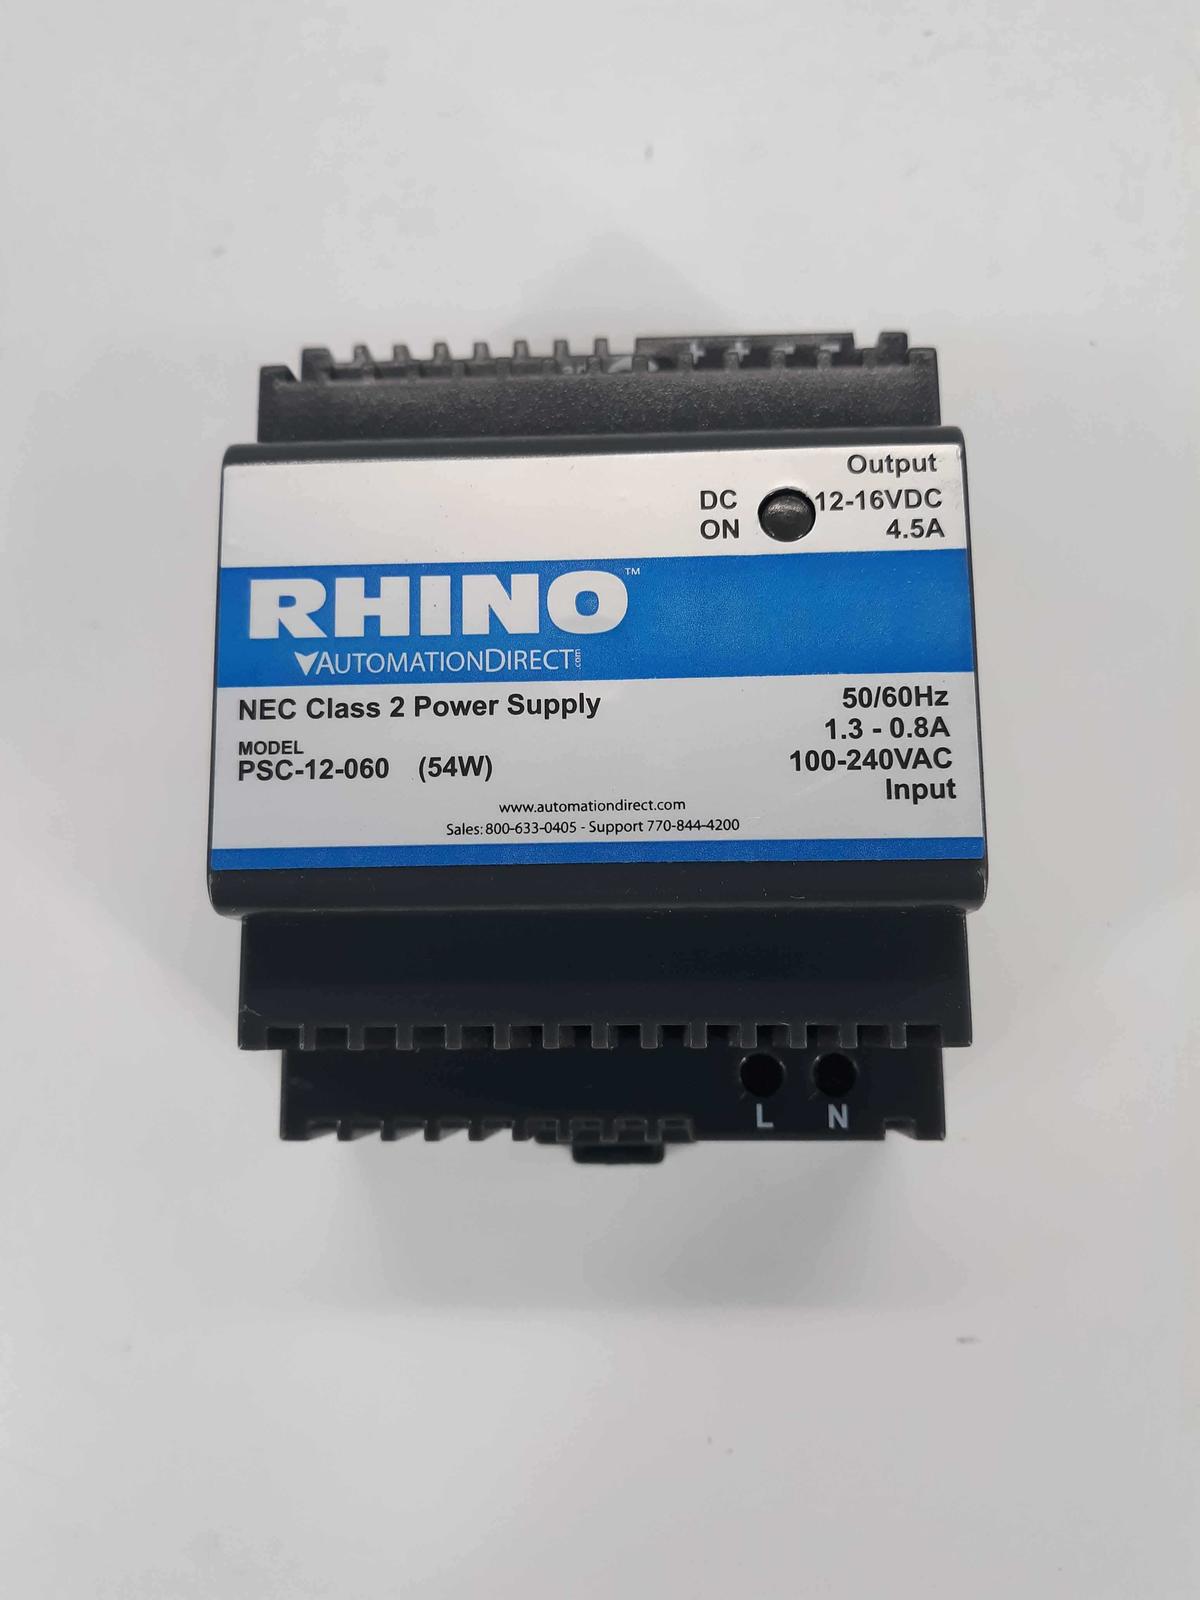 + + - -
Output
DC 12-16VDC
ON 4.5A
RHINO™
AUTOMATIONDIRECT.com
NEC Class 2 Power Supply
MODEL
PSC-12-060 (54W)
50/60Hz
1.3 - 0.8A
100-240VAC
Input
www.automationdirect.com
Sales: 800-633-0405 - Support 770-844-4200
L N